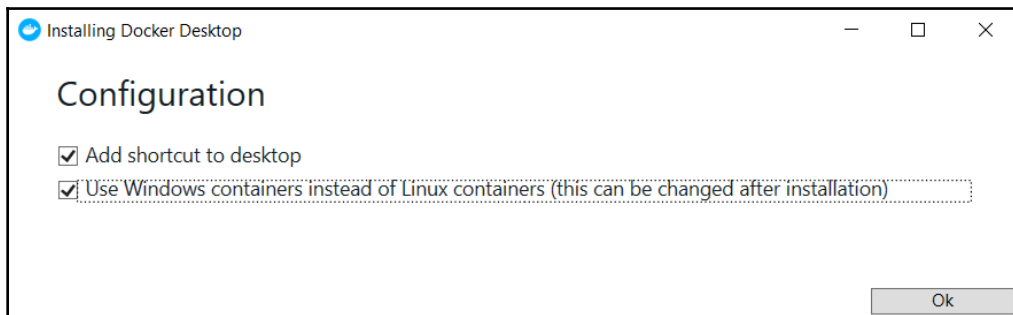 Installing Docker Desktop
Configuration
Add shortcut to desktop
Use Windows containers instead of Linux containers (this can be changed after installation)
Ok